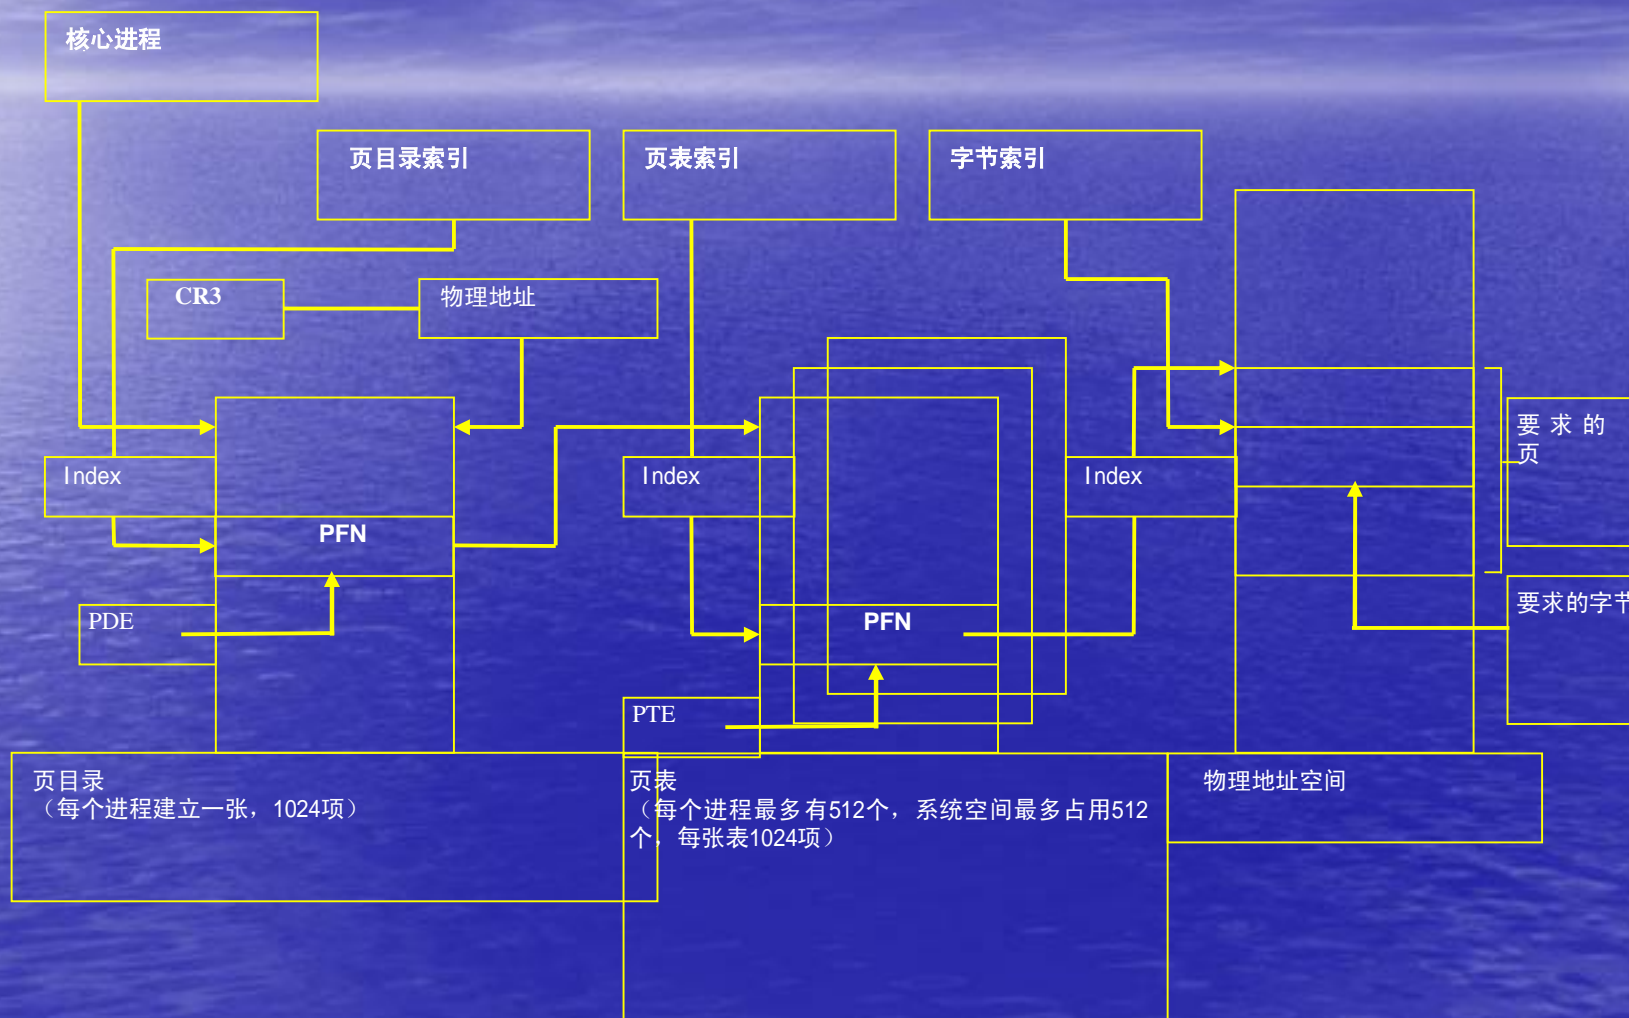 核心进程
页目录索引
页表索引
字节索引
CR3
物理地址
要 求 的
页
Index
Index
Index
PFN
要求的字节
PDE
PFN
PTE
页目录
（每个进程建立一张，1024项）
页表
（每个进程最多有512个，系统空间最多占用512
个，每张表1024项）
物理地址空间